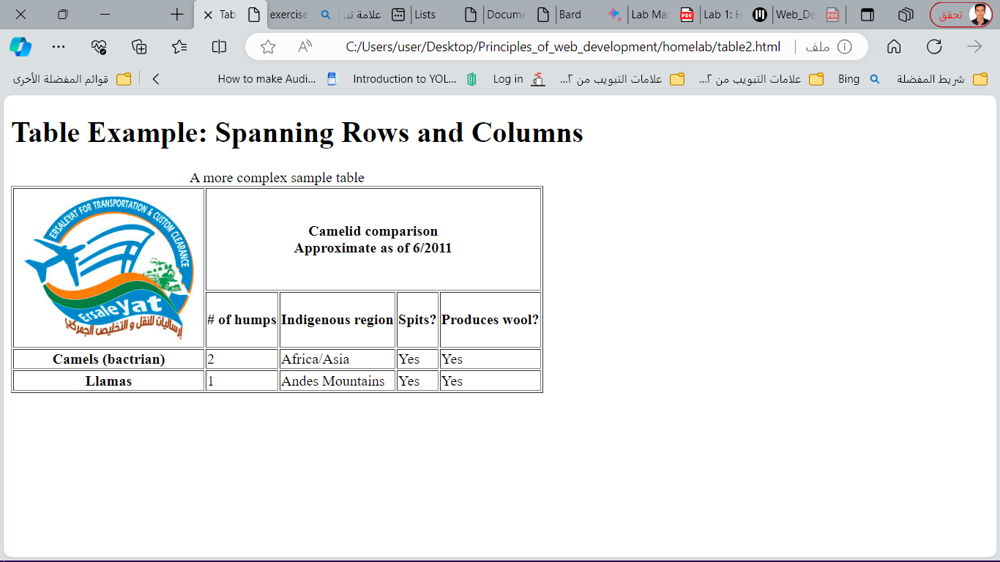 Tab
exercise
علامة تبو
Lists
Docume
Bard
Lab Ma
Lab 1: H
Web_De
تحقق
C:/Users/user/Desktop/Principles_of_web_development/homelab/table2.html
ملف
قوائم المفضلة الأخرى
How to make Audi...
Introduction to YOL...
Log in
علامات التبويب من ٢...
علامات التبويب من ٢...
Bing
شريط المفضلة
Table Example: Spanning Rows and Columns
A more complex sample table
ERSALEYAT FOR TRANSPORTATION & CUSTOM CLEARANCE
ErsaleYat
إرساليات للنقل و التخليص الجمركي
Camelid comparison
Approximate as of 6/2011
# of humps Indigenous region Spits? Produces wool?
Camels (bactrian) 2 Africa/Asia Yes Yes
Llamas 1 Andes Mountains Yes Yes